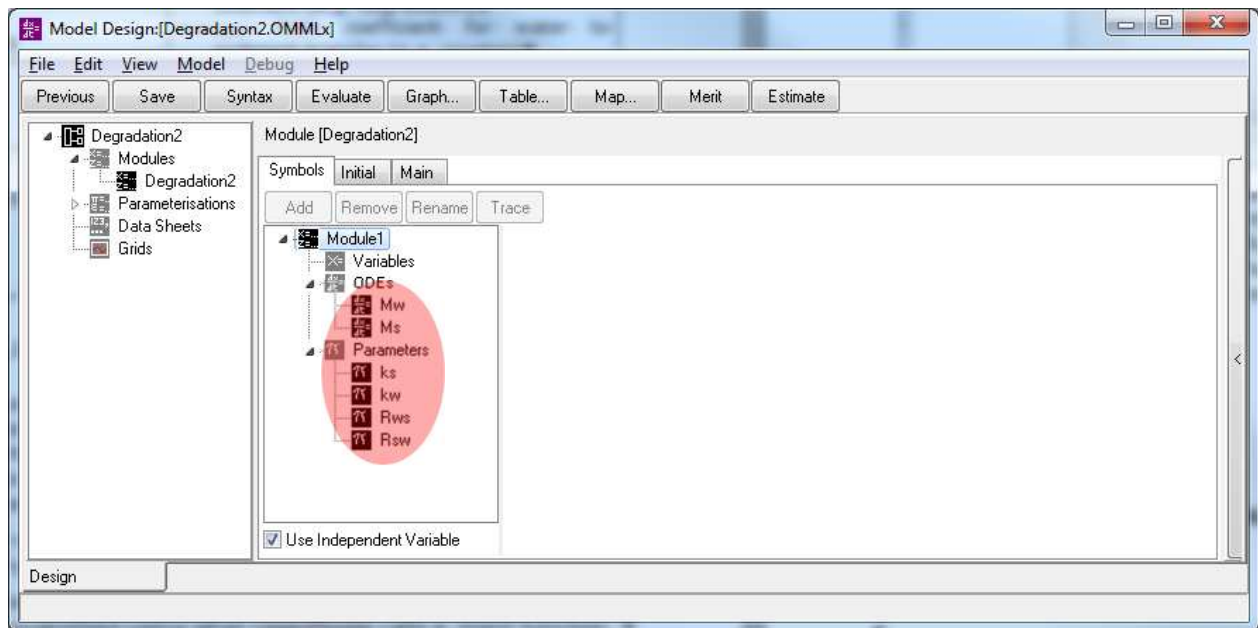 Model Design:[Degradation2.OMMLx]
File Edit View Model Debug Help
Previous Save Syntax Evaluate Graph... Table... Map... Merit Estimate
Degradation2
Modules
Degradation2
Parameterisations
Data Sheets
Grids
Module [Degradation2]
Symbols Initial Main
Add Remove Rename Trace
Module1
Variables
ODEs
Mw
Ms
Parameters
ks
kw
Rws
Rsw
Use Independent Variable
Design